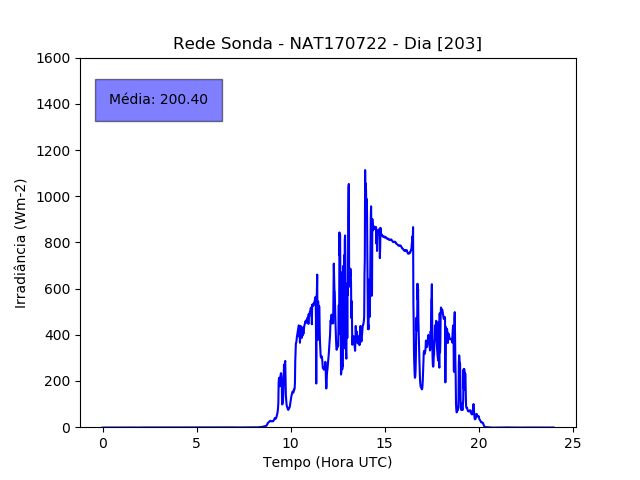 Rede Sonda - NAT170722 - Dia [203]
1600
1400
1200
1000
800
600
400
200
0
Irradiância (Wm-2)
Média: 200.40
0 5 10 15 20 25
Tempo (Hora UTC)